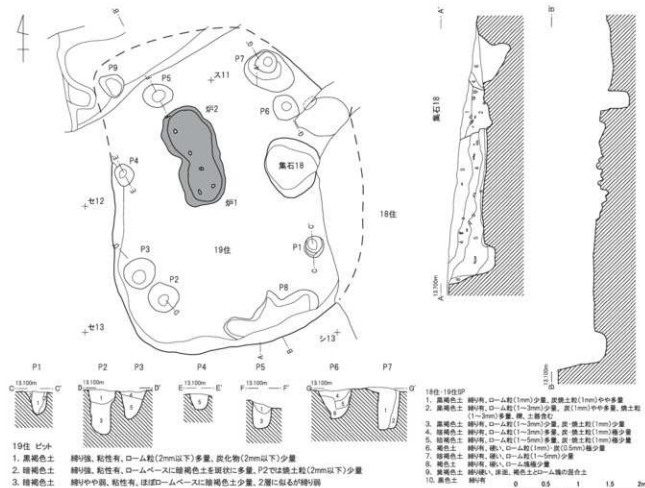 P9
P5
ス11
P7
P6
炉2
P4
集石18
炉1
セ12
18住
19住
P1
P3
P2
P8
セ13
シ13
A
B
A'
B'
集石18
13.100m
A
13.100m
B
P1 P2 P3 P4 P5 P6 P7
C 13.100m C' D 13.100m D' E 13.100m E' F 13.100m F' G 13.100m G'
19住 ピット
1. 黒褐色土 締り強、粘性有、ローム粒(2mm以下)多量、炭化物(2mm以下)少量
2. 暗褐色土 締り強、粘性有、ロームベースに暗褐色土を斑状に多量、P2では焼土粒(2mm以下)少量
3. 暗褐色土 締りやや弱、粘性有、ほぼロームベースに暗褐色土少量、2層に似るが締り弱
18住・19住SP
1. 黒褐色土 締り有、ローム粒(1mm)少量、炭焼土粒(1mm)やや多量
2. 黒褐色土 締り有、ローム粒(1~3mm)少量、炭(1mm)やや多量、焼土粒
(1~3mm)多量、礫、土器含む
3. 黒褐色土 締り有、ローム粒(1~3mm)少量、炭・焼土粒(1mm)少量
4. 暗褐色土 締り有、ローム粒(1~3mm)多量、炭・焼土粒(1mm)極少量
5. 暗褐色土 締り有、ローム粒(1~5mm)多量、炭・焼土粒(1mm)極少量
6. 褐色土 締り有、硬い、ローム粒(1mm)・炭(0.5mm)極少量
7. 暗褐色土 締り有、硬い、ローム粒(1mm)少量
8. 褐色土 締り有、硬い、ローム塊極少量
9. 黄褐色土 締り硬い、床面、褐色土とローム塊の混合土
10. 黒色土 締り有
0 0.5 1 1.5 2m